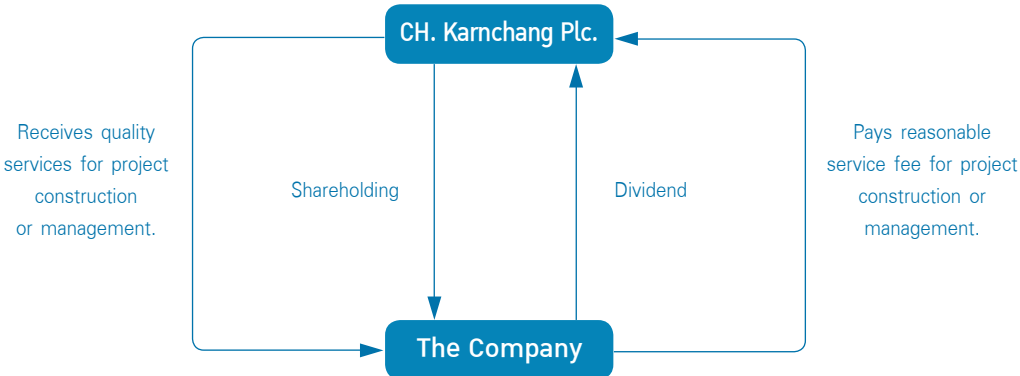 CH. Karnchang Plc.
Receives quality
services for project
construction
or management.
Shareholding
Dividend
Pays reasonable
service fee for project
construction or
management.
The Company